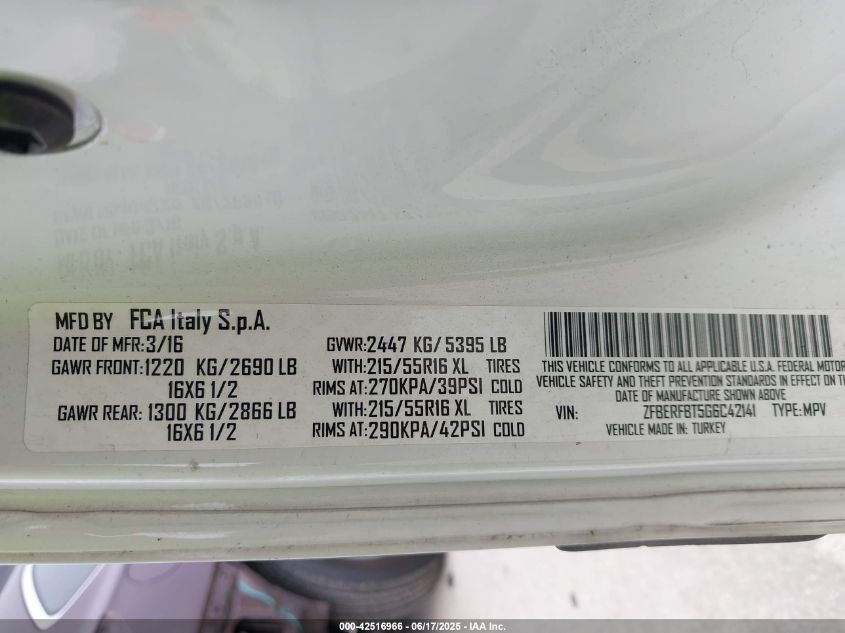 MFD BY FCA Italy S.p.A.
DATE OF MFR:3/16
GAWR FRONT:1220 KG/2690 LB
16X6 1/2
GAWR REAR:1300 KG/2866 LB
16X6 1/2
GVWR:2447 KG/5395 LB
WITH:215/55R16 XL TIRES
RIMS AT:270KPA/39PSI COLD
WITH:215/55R16 XL TIRES
RIMS AT:290KPA/42PSI COLD
THIS VEHICLE CONFORMS TO ALL APPLICABLE U.S.A. FEDERAL MOTOR
VEHICLE SAFETY AND THEFT PREVENTION STANDARDS IN EFFECT ON TH
DATE OF MANUFACTURE SHOWN ABOVE
VIN: ZFBERFBT5G6C42141 TYPE:MPV
VEHICLE MADE IN: TURKEY
000-42516966 - 06/17/2025 - IAA Inc.